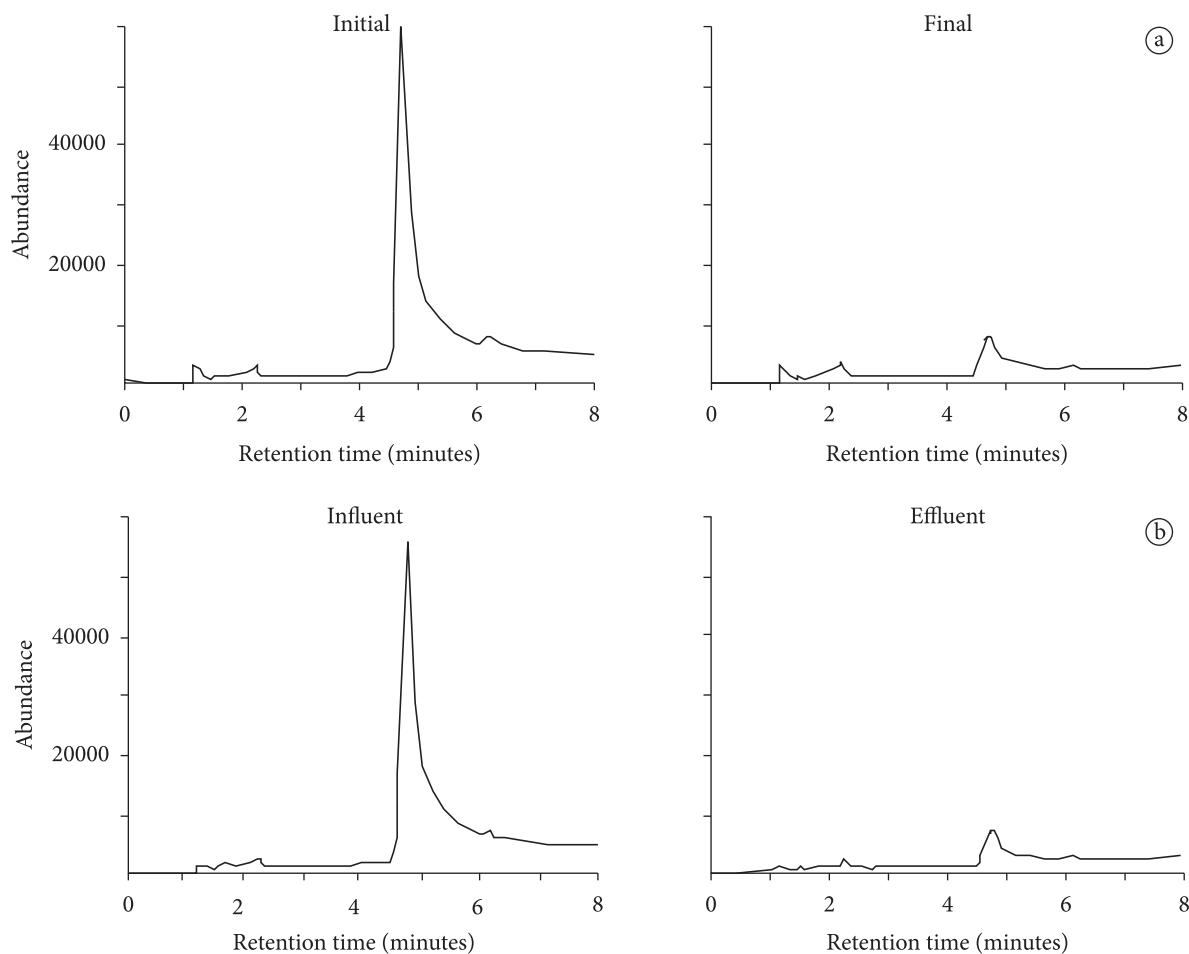 Initial
Final
ⓐ
Abundance
40000
20000
0 2 4 6 8
Retention time (minutes)
0 2 4 6 8
Retention time (minutes)
Influent
Effluent
ⓑ
Abundance
40000
20000
0 2 4 6 8
Retention time (minutes)
0 2 4 6 8
Retention time (minutes)